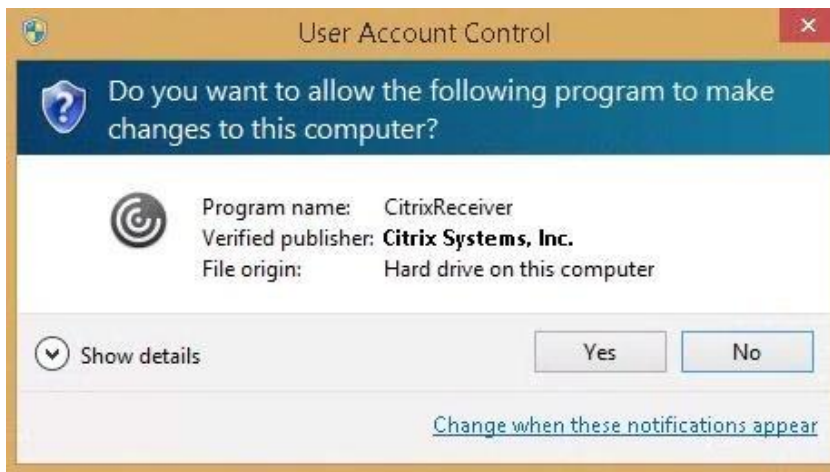 User Account Control
Do you want to allow the following program to make
changes to this computer?
Program name: CitrixReceiver
Verified publisher: Citrix Systems, Inc.
File origin: Hard drive on this computer
Show details
Yes
No
Change when these notifications appear